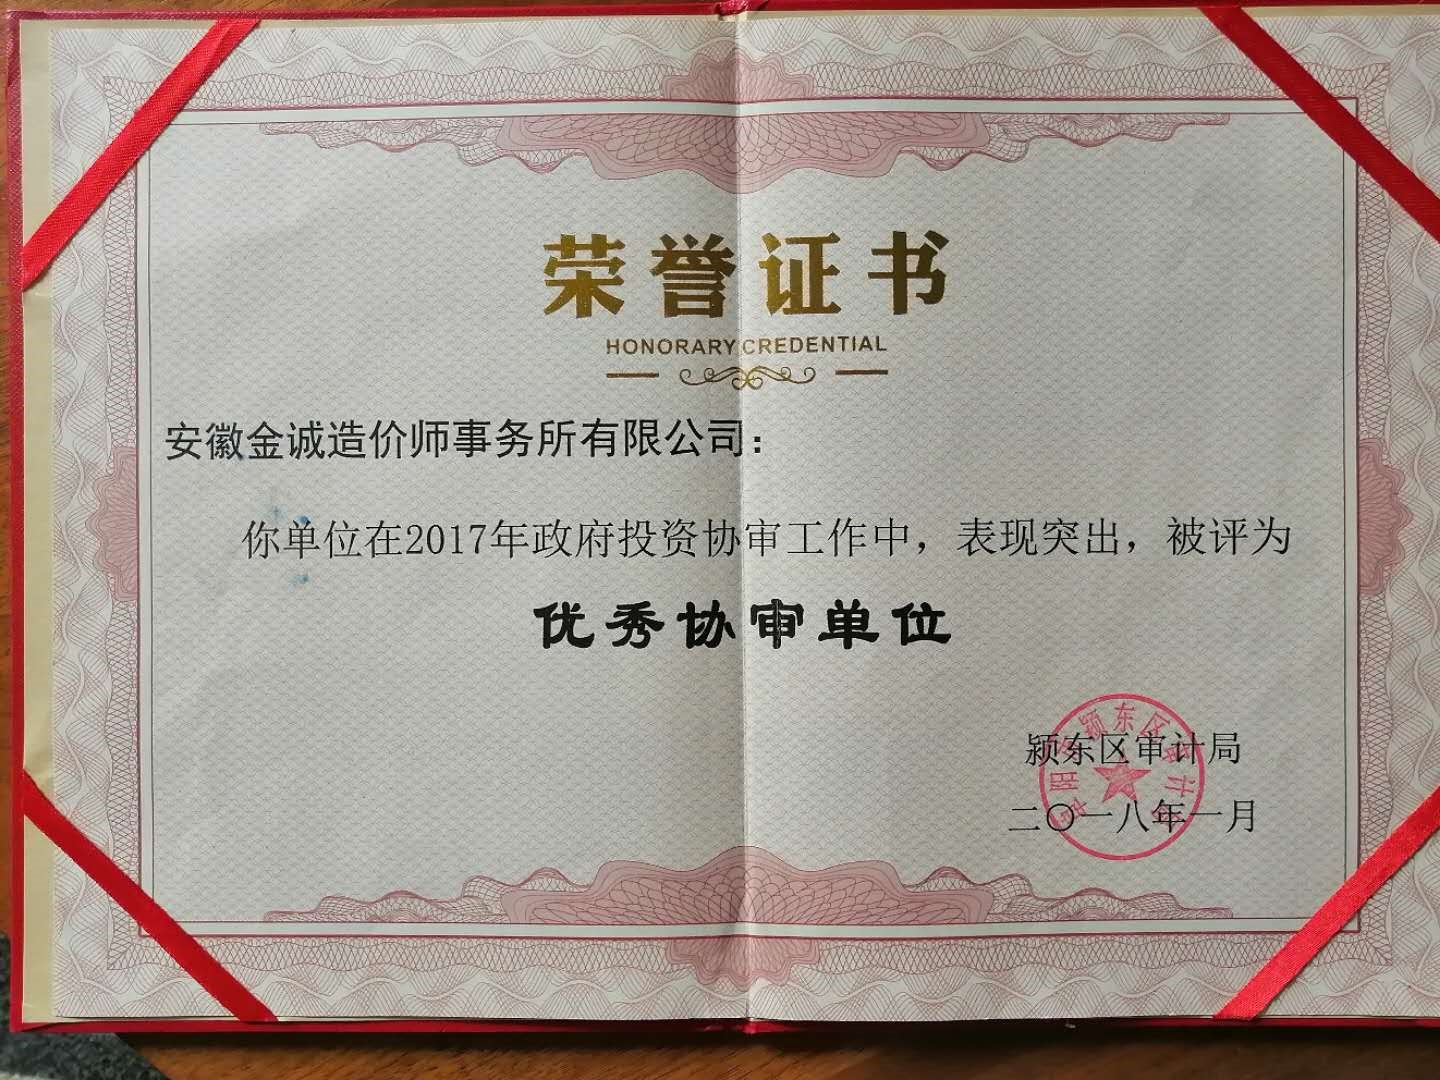 荣誉证书
HONORARY CREDENTIAL
安徽金诚造价师事务所有限公司：
你单位在2017年政府投资协审工作中，表现突出，被评为
优秀协审单位
颍东区审计局
二〇一八年一月